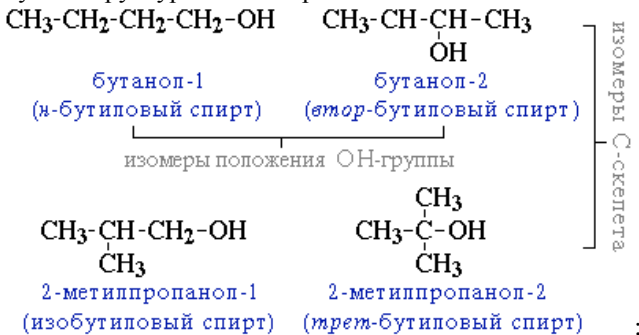 CH₃-CH₂-CH₂-CH₂-OH
CH₃-CH-CH-CH₃
OH
бутанол-1
(н-бутиловый спирт)
бутанол-2
(втор-бутиловый спирт)
изомеры положения OH-группы
изомеры C-скелета
CH₃-CH-CH₂-OH
CH₃
2-метилпропанол-1
(изобутиловый спирт)
CH₃
CH₃-C-OH
CH₃
2-метилпропанол-2
(трет-бутиловый спирт)
;